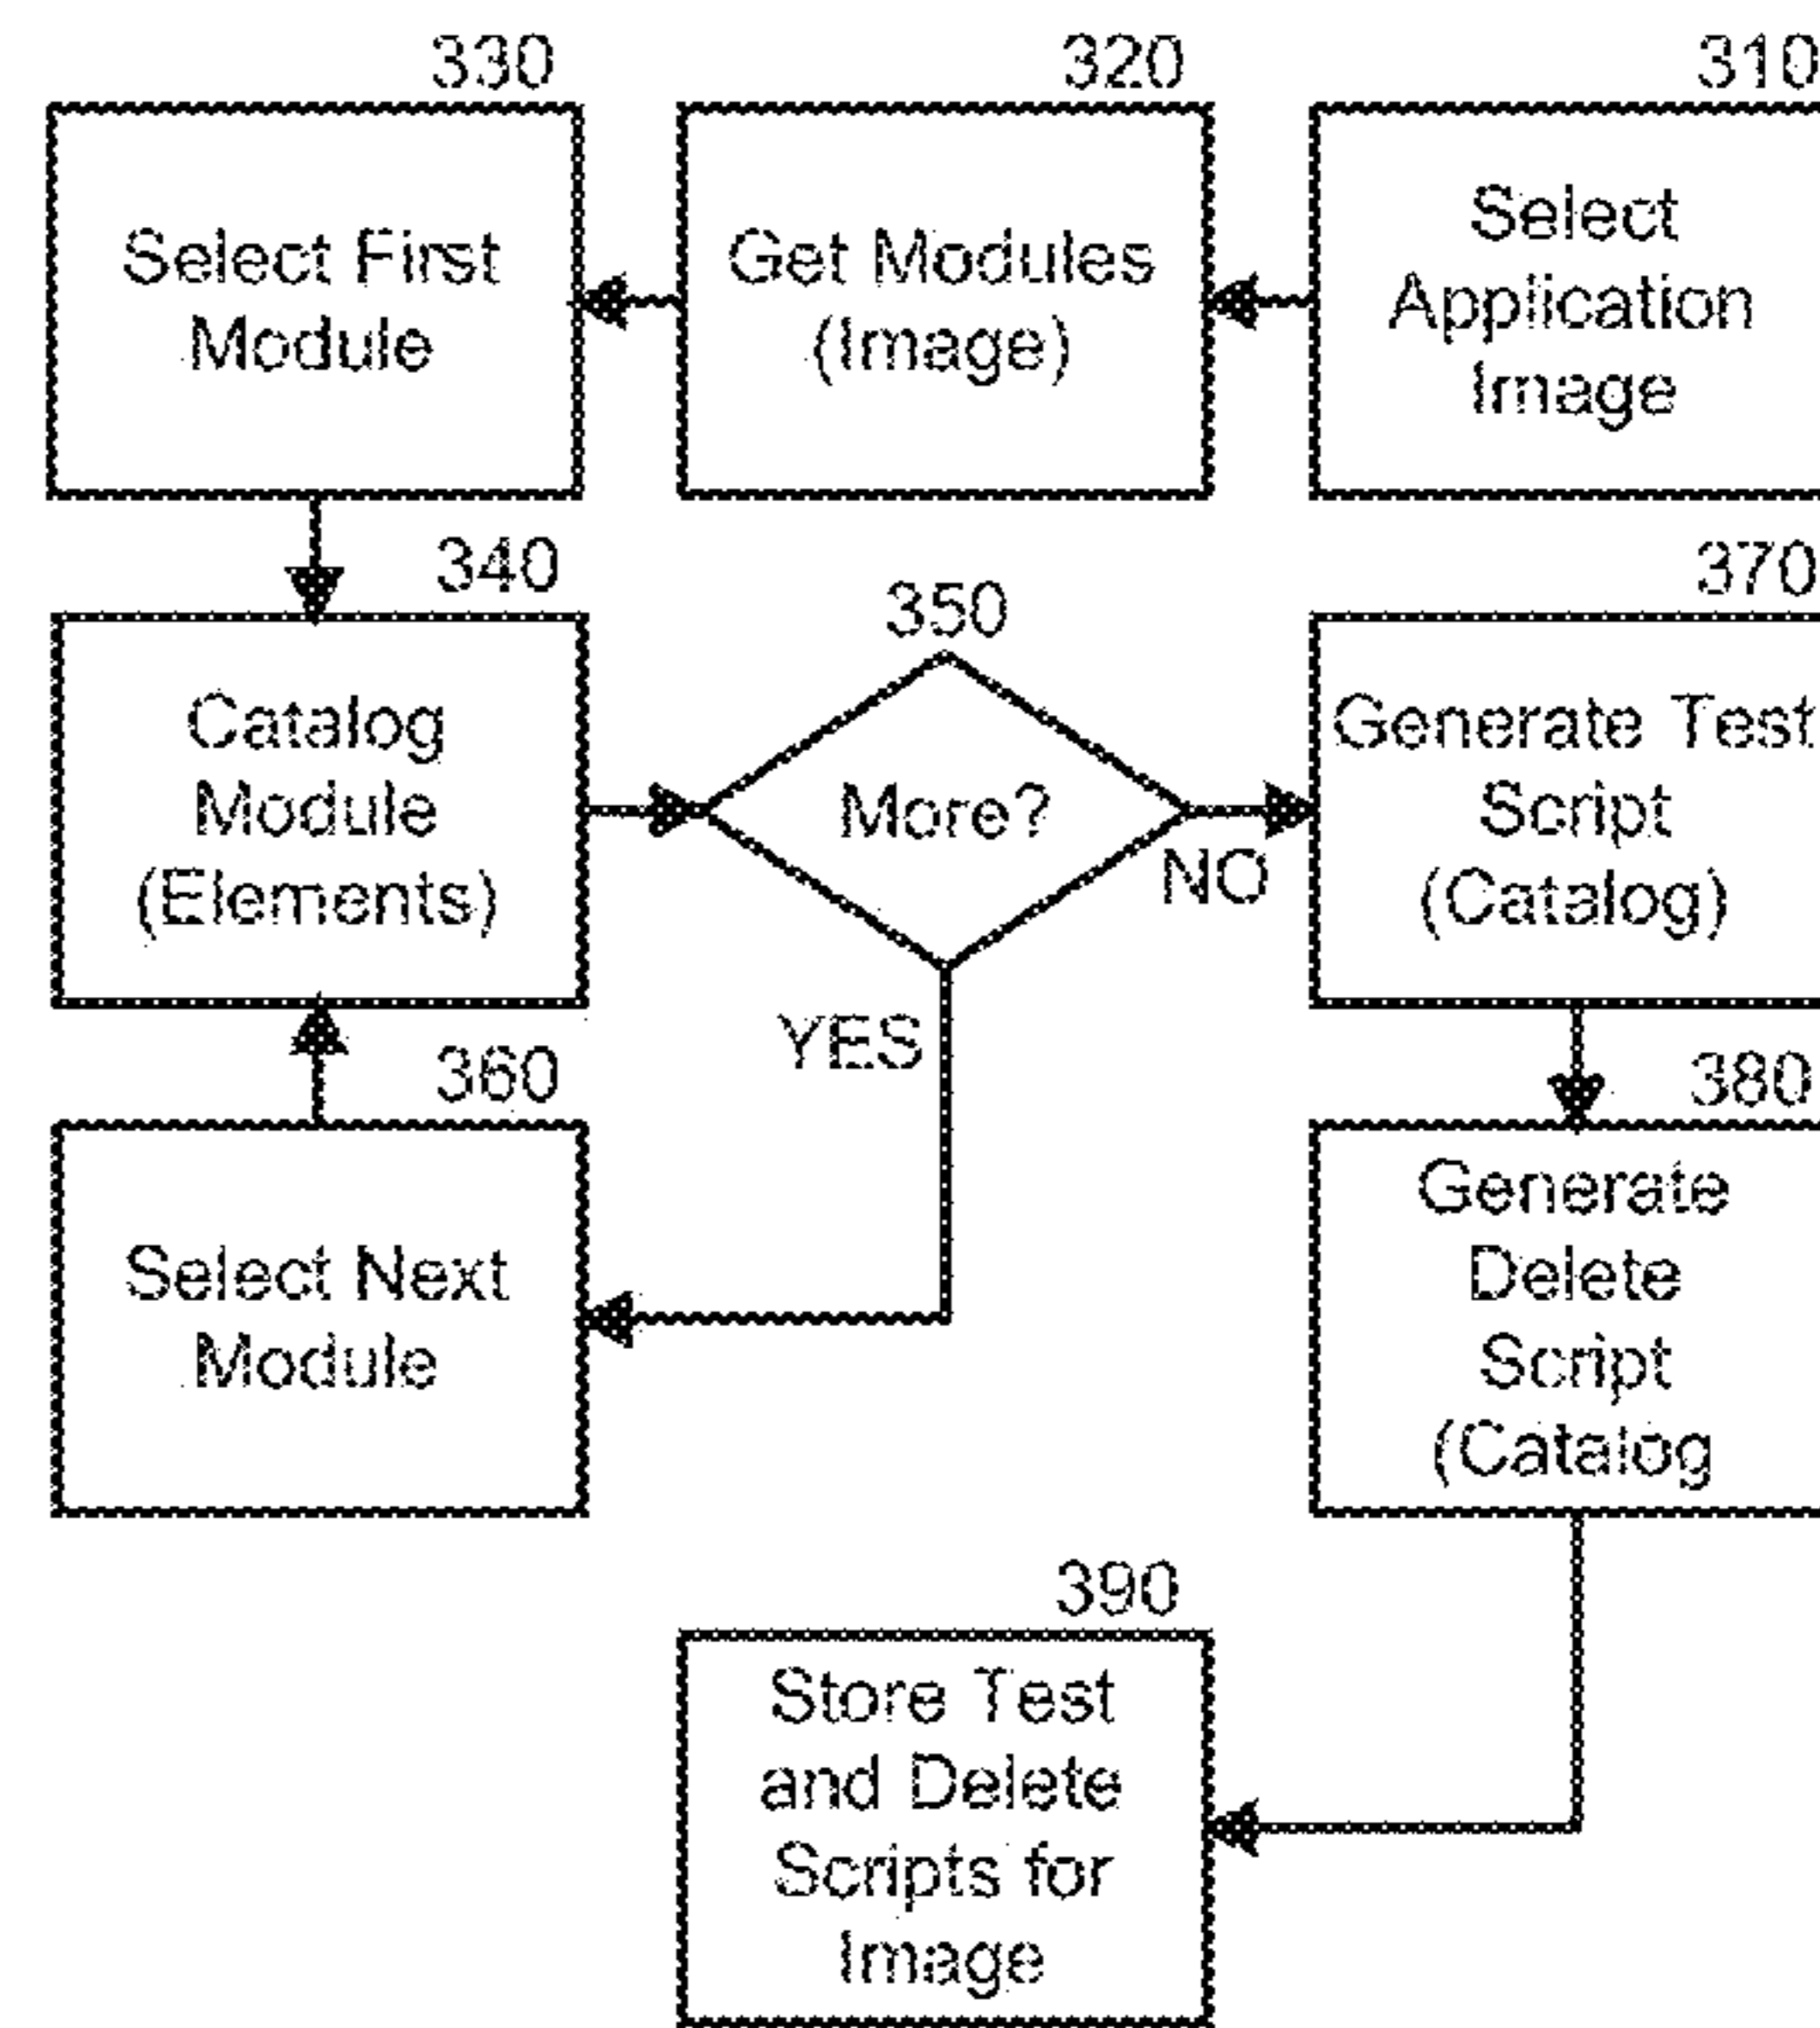 330
320
310
Select First
Module
Get Modules
(Image)
Select
Application
Image
340
350
370
Catalog
Module
(Elements)
More?
NO
Generate Test
Script
(Catalog)
YES
360
380
Select Next
Module
Generate
Delete
Script
(Catalog
390
Store Test
and Delete
Scripts for
Image